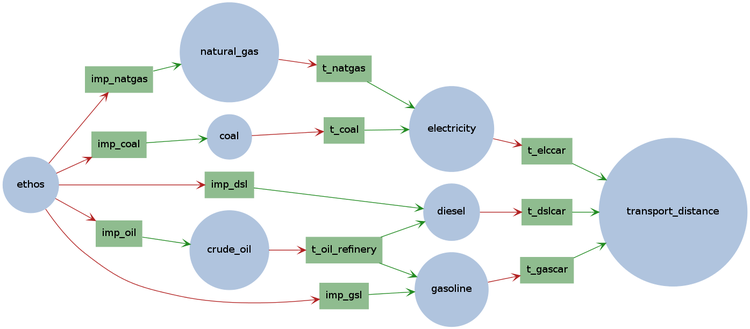 natural_gas
imp_natgas
t_natgas
coal
electricity
imp_coal
t_coal
t_elccar
ethos
imp_dsl
diesel
t_dslcar
transport_distance
imp_oil
crude_oil
t_oil_refinery
t_gascar
gasoline
imp_gsl